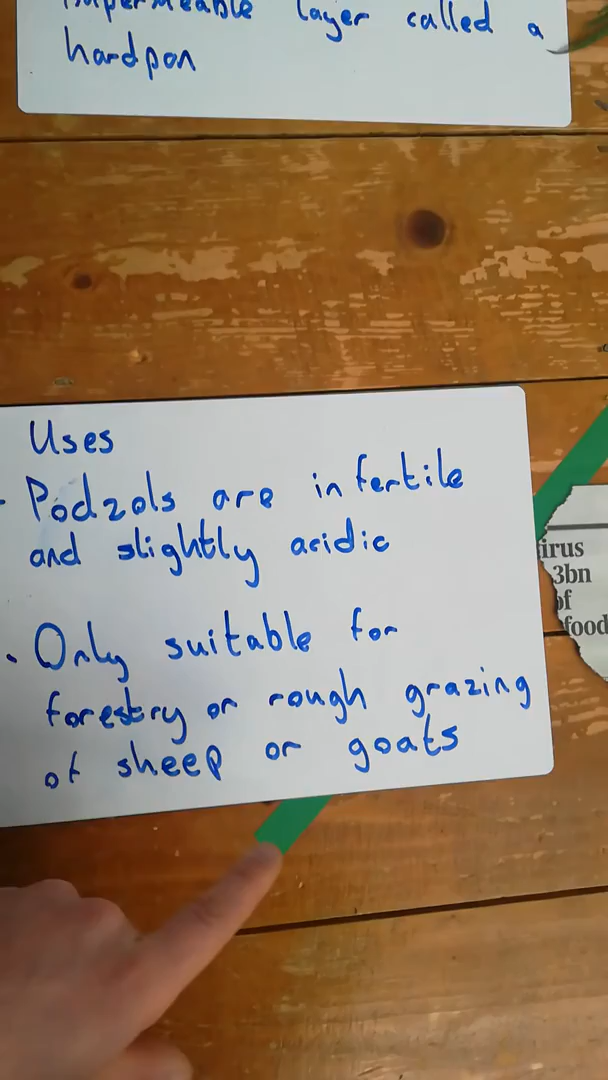 impermeable layer called a
hardpan
Uses
- Podzols are infertile
and slightly acidic
• Only suitable for
forestry or rough grazing
of sheep or goats
irus
3bn
of
food